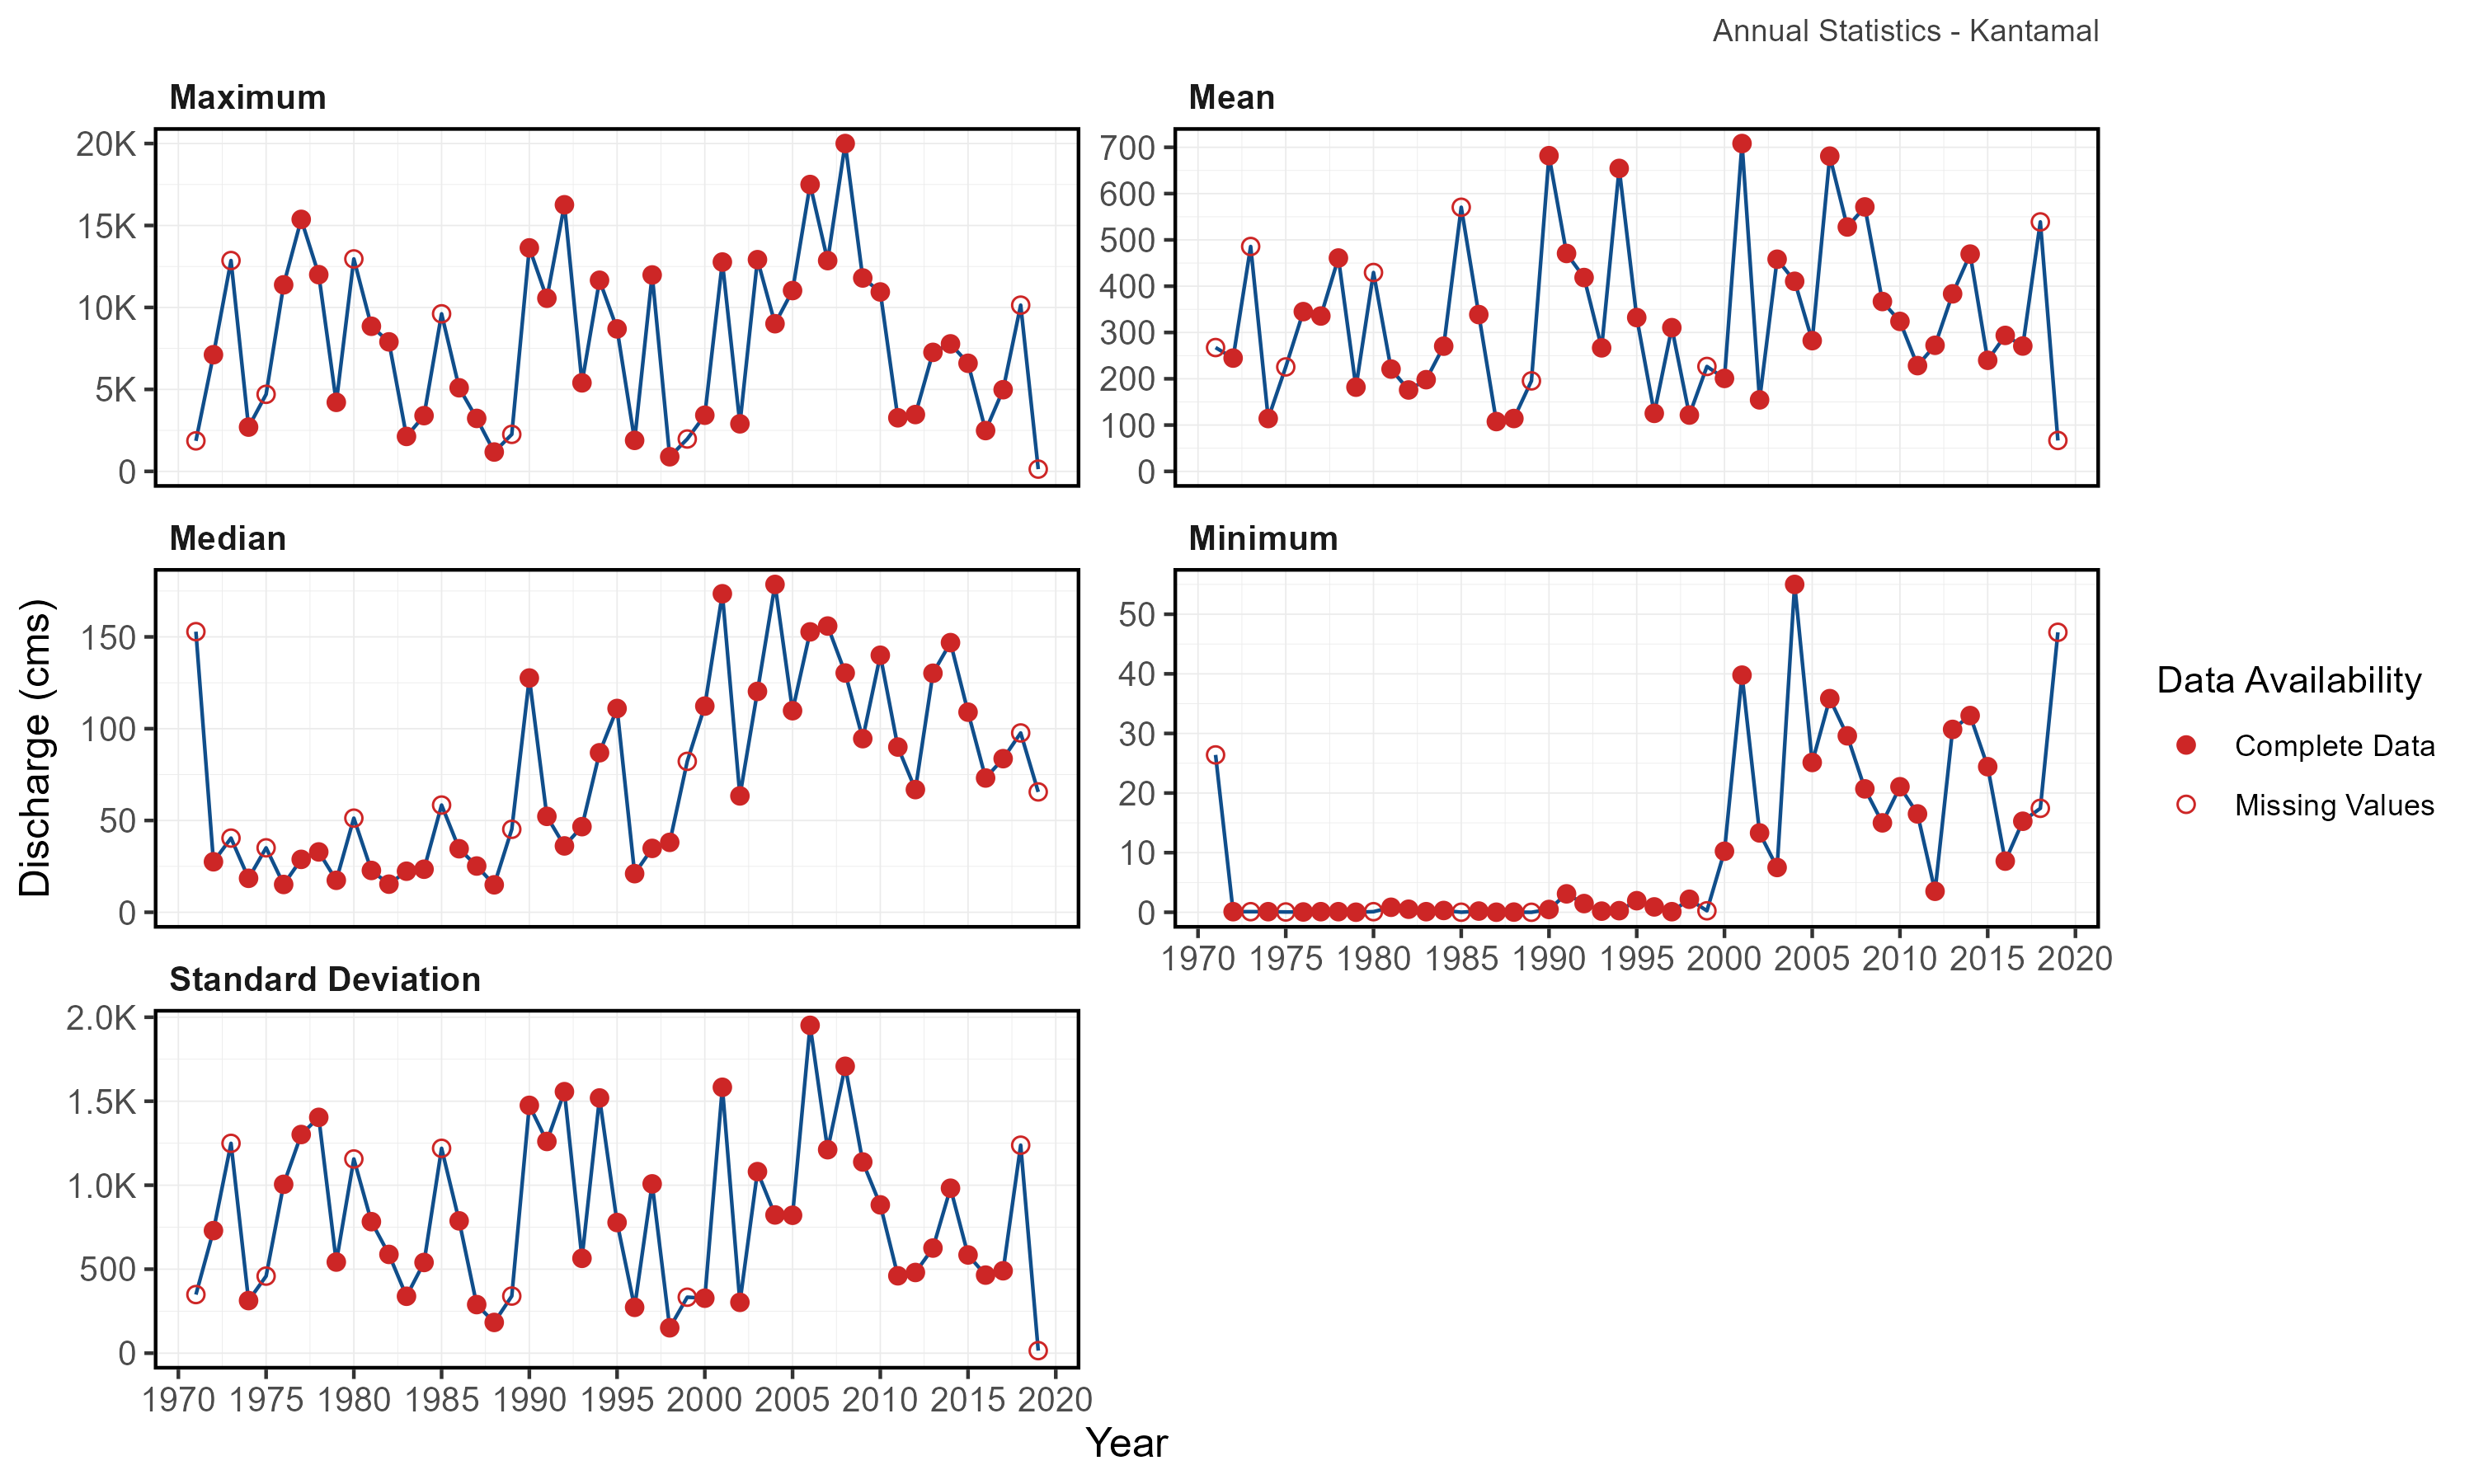 Annual Statistics - Kantamal
Maximum
20K
15K
10K
5K
0
Mean
700
600
500
400
300
200
100
0
Discharge (cms)
Median
150
100
50
0
Minimum
50
40
30
20
10
0
1970 1975 1980 1985 1990 1995 2000 2005 2010 2015 2020
Data Availability
Complete Data
Missing Values
Standard Deviation
2.0K
1.5K
1.0K
500
0
1970 1975 1980 1985 1990 1995 2000 2005 2010 2015 2020
Year